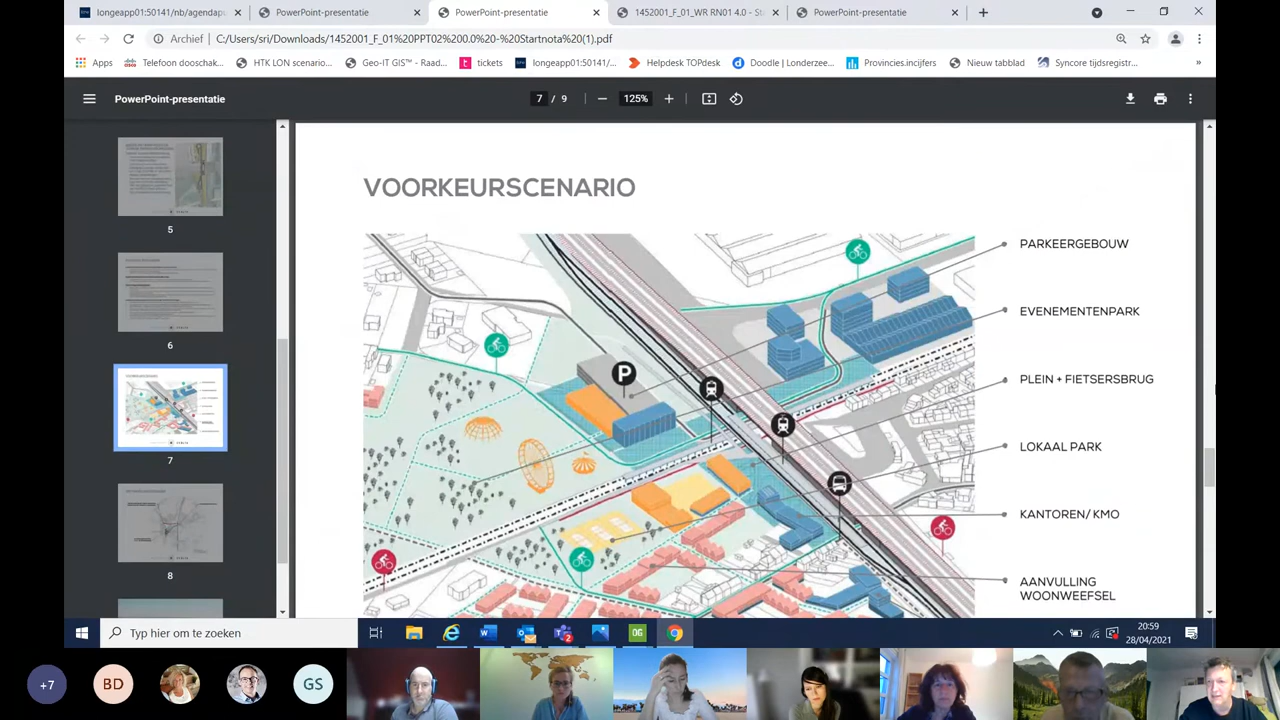 longeapp01:50141/nb/agendapu
PowerPoint-presentatie
PowerPoint-presentatie
1452001_F_01_WR RN01 4.0 - St
PowerPoint-presentatie
Archief
C:/Users/sri/Downloads/1452001_F_01%20PPT02%200.0%20-%20Startnota%20(1).pdf
Apps
Telefoon dooschak...
HTK LON scenario...
Geo-IT GIS™- Raad...
tickets
longeapp01:50141/...
Helpdesk TOPdesk
Doodle | Londerzee...
Provincies.incijfers
Nieuw tabblad
Syncore tijdsregistr...
»
PowerPoint-presentatie
7 / 9
125%
5
6
7
8
VOORKEURSCENARIO
P
PARKEERGEBOUW
EVENEMENTENPARK
PLEIN + FIETSERSBRUG
LOKAAL PARK
KANTOREN/ KMO
AANVULLING
WOONWEEFSEL
Typ hier om te zoeken
20:59
28/04/2021
+7
BD
GS